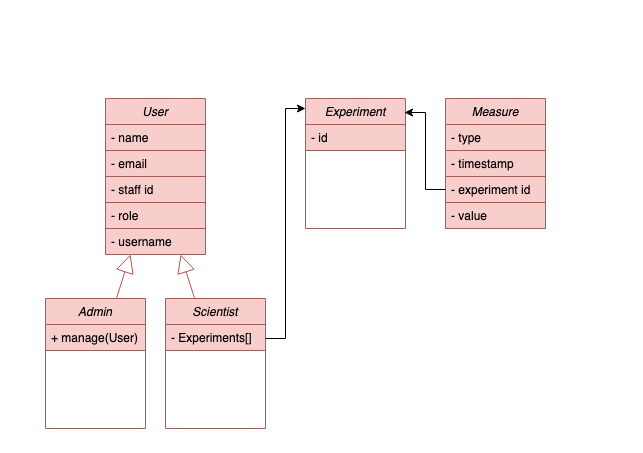 User
- name
- email
- staff id
- role
- username
Admin
+ manage(User)
Scientist
- Experiments[]
Experiment
- id
Measure
- type
- timestamp
- experiment id
- value